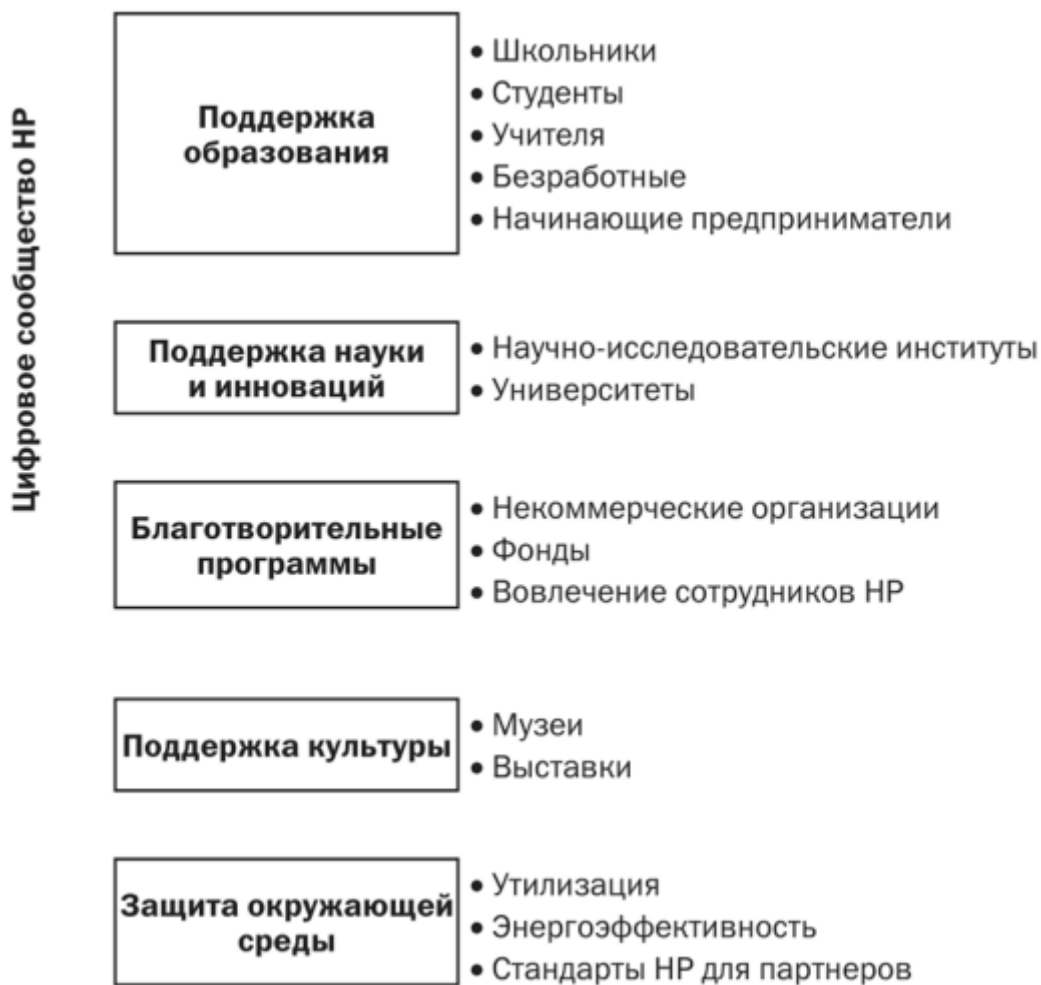 Цифровое сообщество HP
Поддержка
образования
• Школьники
• Студенты
• Учителя
• Безработные
• Начинающие предприниматели
Поддержка науки
и инноваций
• Научно-исследовательские институты
• Университеты
Благотворительные
программы
• Некоммерческие организации
• Фонды
• Вовлечение сотрудников HP
Поддержка культуры
• Музеи
• Выставки
Защита окружающей
среды
• Утилизация
• Энергоэффективность
• Стандарты HP для партнеров